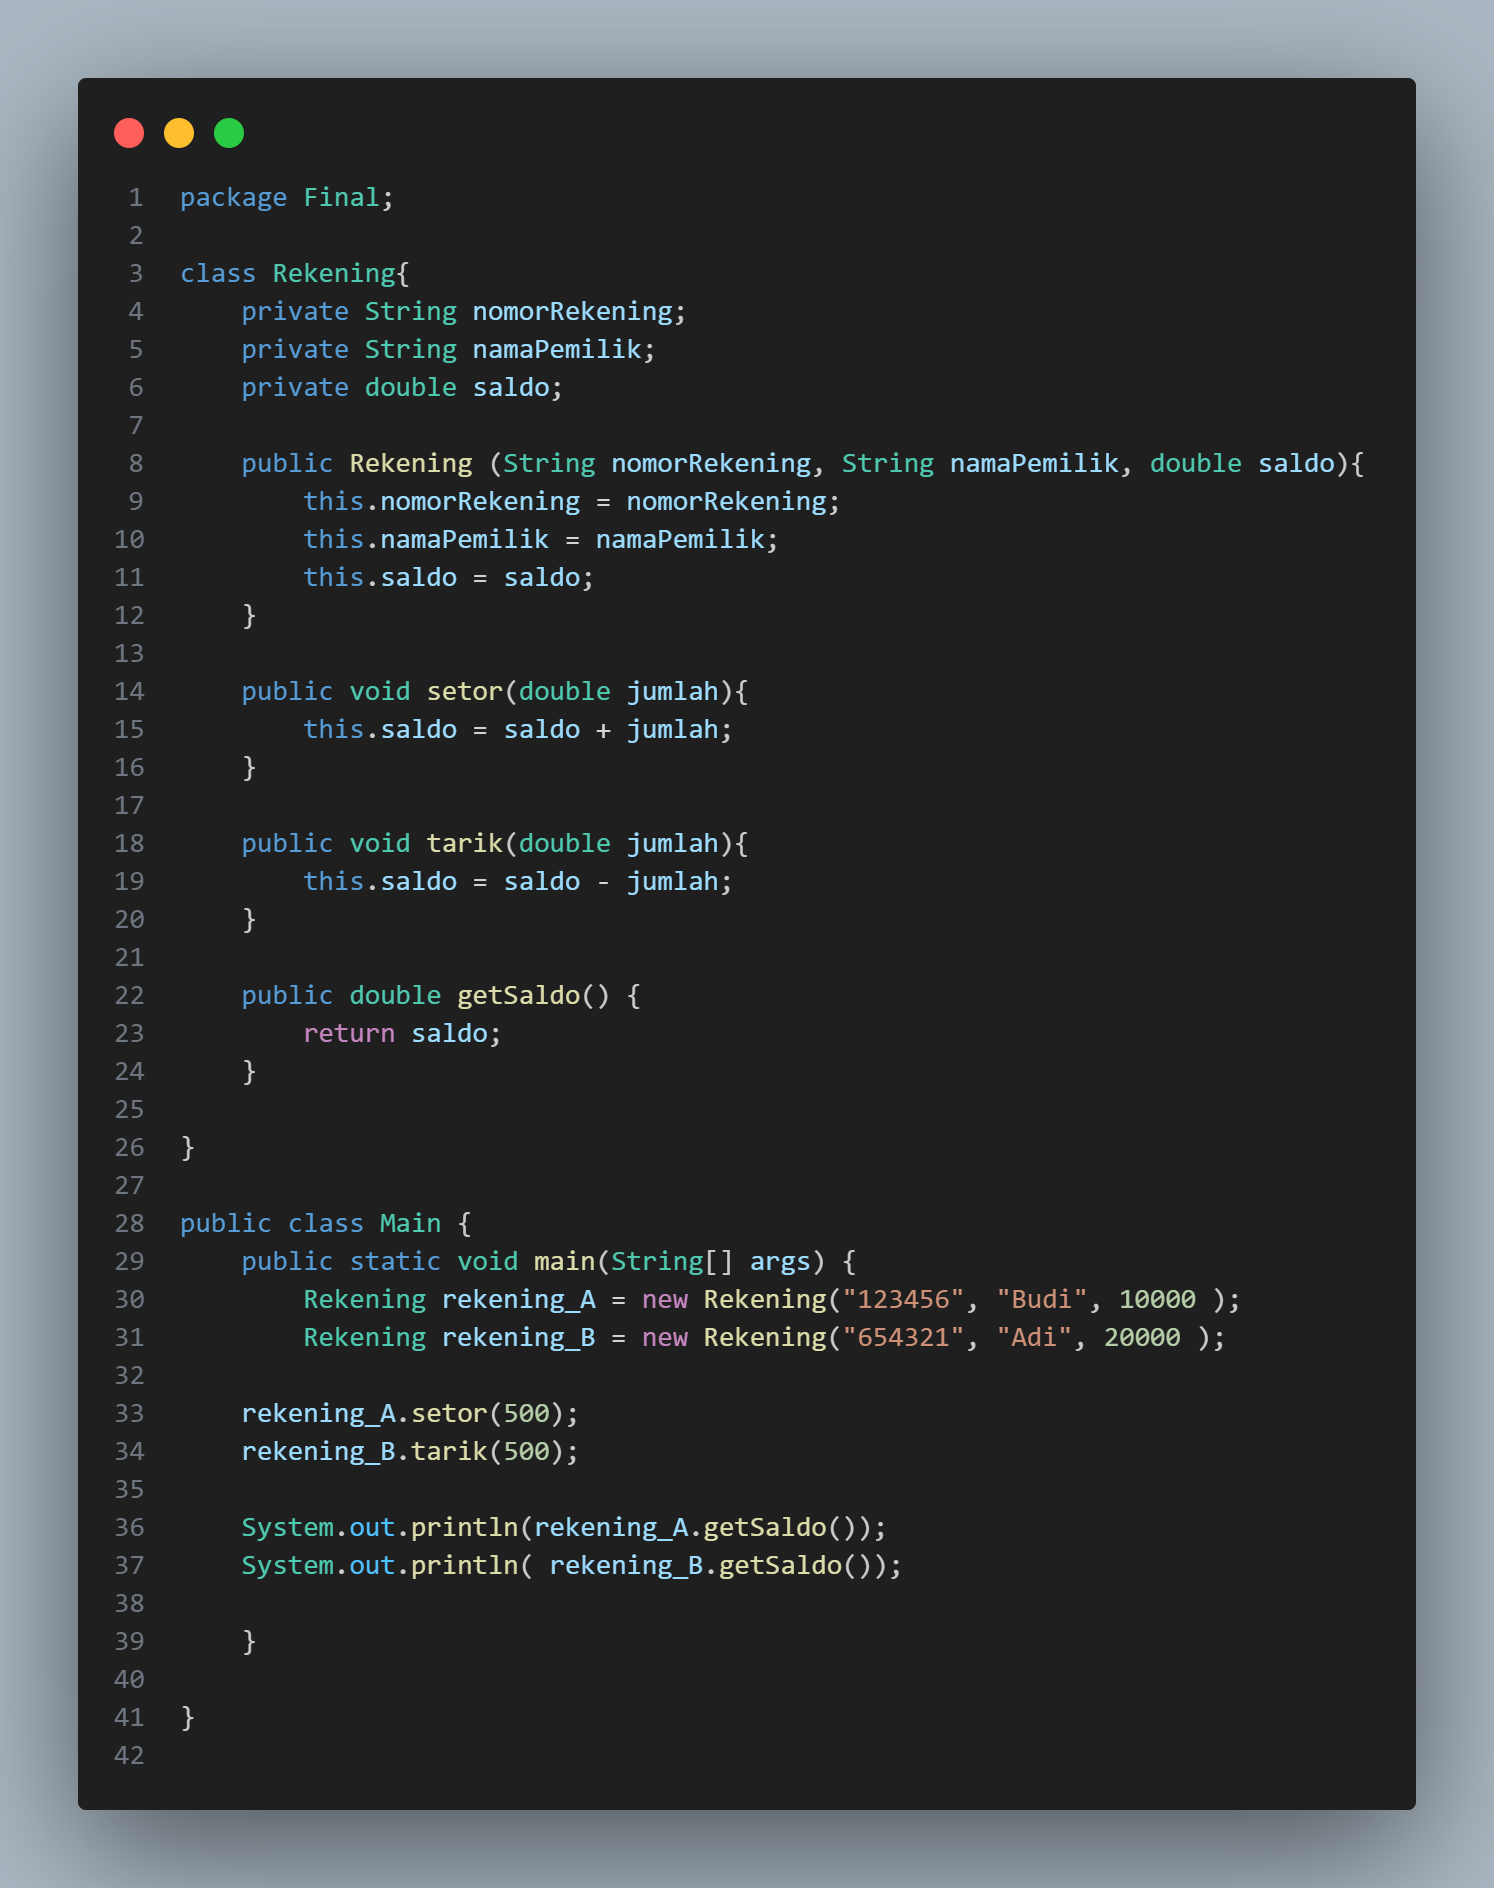 1 package Final;
2
3 class Rekening{
4     private String nomorRekening;
5     private String namaPemilik;
6     private double saldo;
7
8     public Rekening (String nomorRekening, String namaPemilik, double saldo){
9         this.nomorRekening = nomorRekening;
10         this.namaPemilik = namaPemilik;
11         this.saldo = saldo;
12     }
13
14     public void setor(double jumlah){
15         this.saldo = saldo + jumlah;
16     }
17
18     public void tarik(double jumlah){
19         this.saldo = saldo - jumlah;
20     }
21
22     public double getSaldo() {
23         return saldo;
24     }
25
26 }
27
28 public class Main {
29     public static void main(String[] args) {
30         Rekening rekening_A = new Rekening("123456", "Budi", 10000 );
31         Rekening rekening_B = new Rekening("654321", "Adi", 20000 );
32
33     rekening_A.setor(500);
34     rekening_B.tarik(500);
35
36     System.out.println(rekening_A.getSaldo());
37     System.out.println( rekening_B.getSaldo());
38
39     }
40
41 }
42